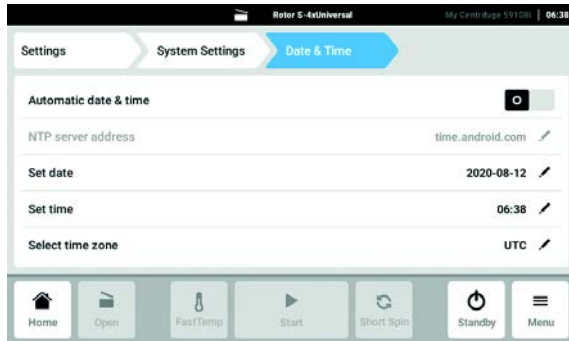 Rotor S-4xUniversal My Centrifuge 5910Ri 06:38
Settings System Settings Date & Time
Automatic date & time
NTP server address time.android.com
Set date 2020-08-12
Set time 06:38
Select time zone UTC
Home Open FastTemp Start Short Spin Standby Menu